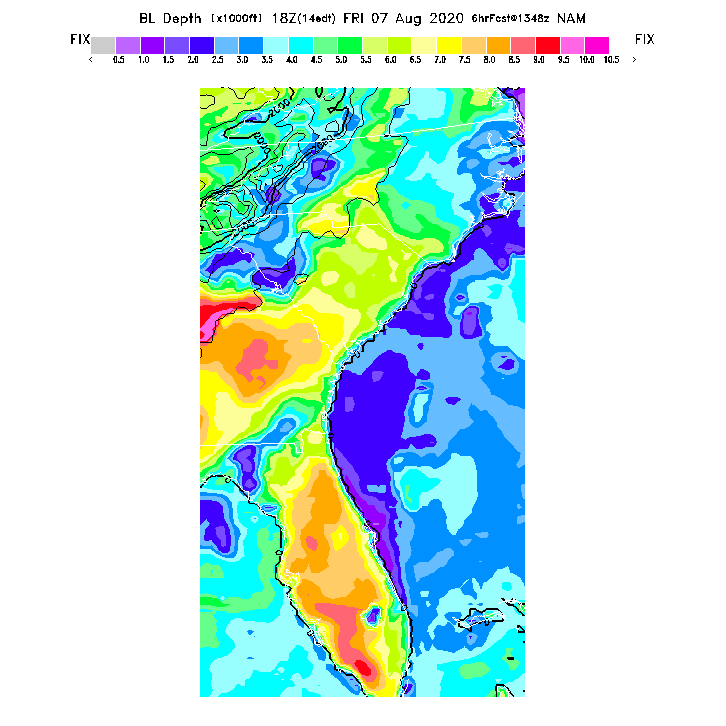 BL Depth [x1000ft] 18Z(14edt) FRI 07 Aug 2020 6hrFcst@1348z NAM
FIX FIX
< 0.5 1.0 1.5 2.0 2.5 3.0 3.5 4.0 4.5 5.0 5.5 6.0 6.5 7.0 7.5 8.0 8.5 9.0 9.5 10.0 10.5 >
2000
2000